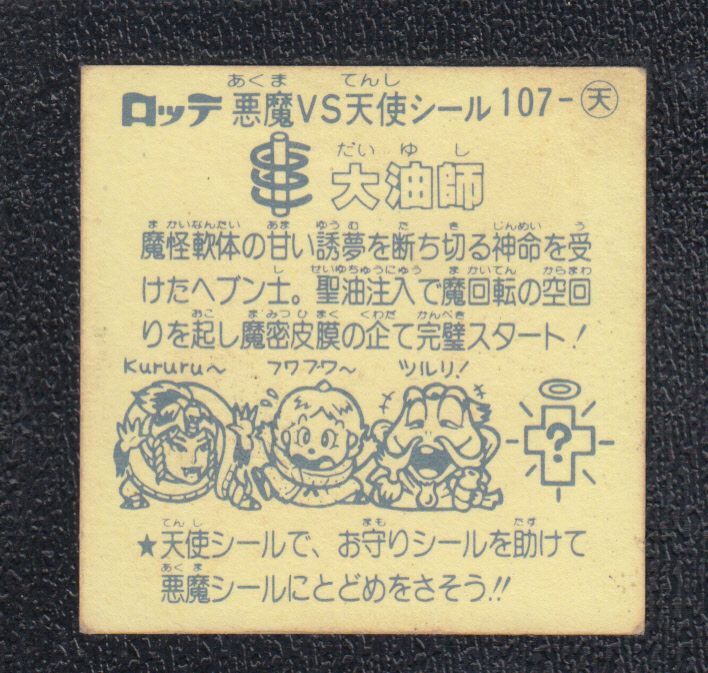 あくま てんし
ロッテ 悪魔VS天使シール 107-天
だいゆし
大油師
まかいなんたい あま ゆうむ た き じんめい う
魔怪軟体の甘い誘夢を断ち切る神命を受
し せいゆちゅうにゅう まかいてん からまわ
けたヘブン士。聖油注入で魔回転の空回
おこ まみつひまく くわだ かんぺき
りを起し魔密皮膜の企て完璧スタート!
Kururu～ フワフワ～ ツルリ!
?
てんし まも たす
★天使シールで、お守りシールを助けて
あくま
悪魔シールにとどめをさそう!!